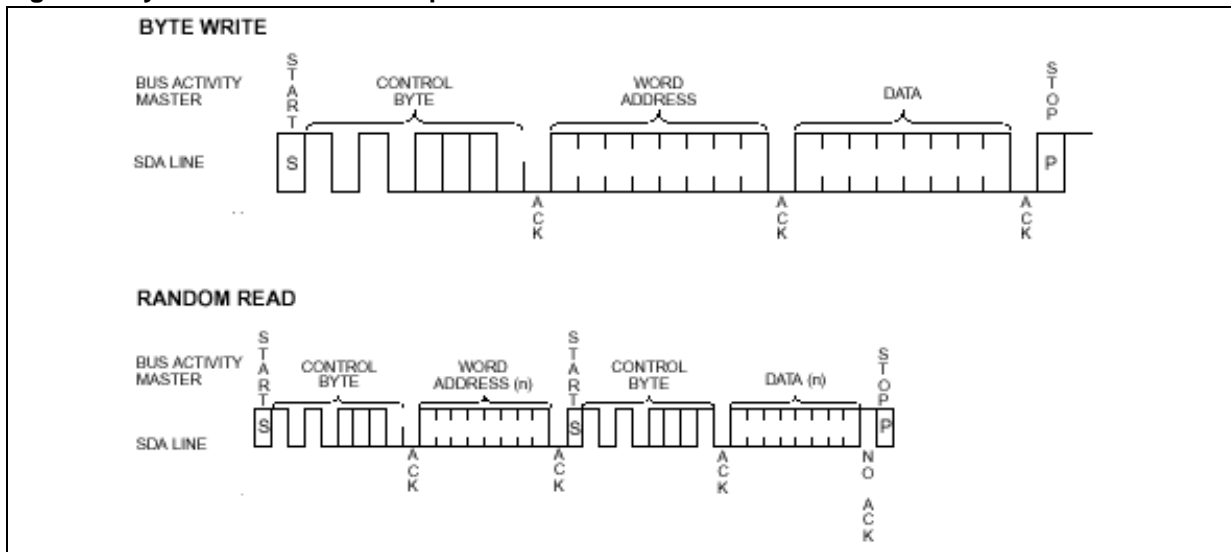 BYTE WRITE
BUS ACTIVITY
MASTER
START
CONTROL
BYTE
WORD
ADDRESS
DATA
STOP
SDA LINE
S
P
ACK
ACK
ACK
RANDOM READ
BUS ACTIVITY
MASTER
START
CONTROL
BYTE
WORD
ADDRESS (n)
START
CONTROL
BYTE
DATA (n)
STOP
SDA LINE
S
S
P
ACK
ACK
ACK
NO ACK